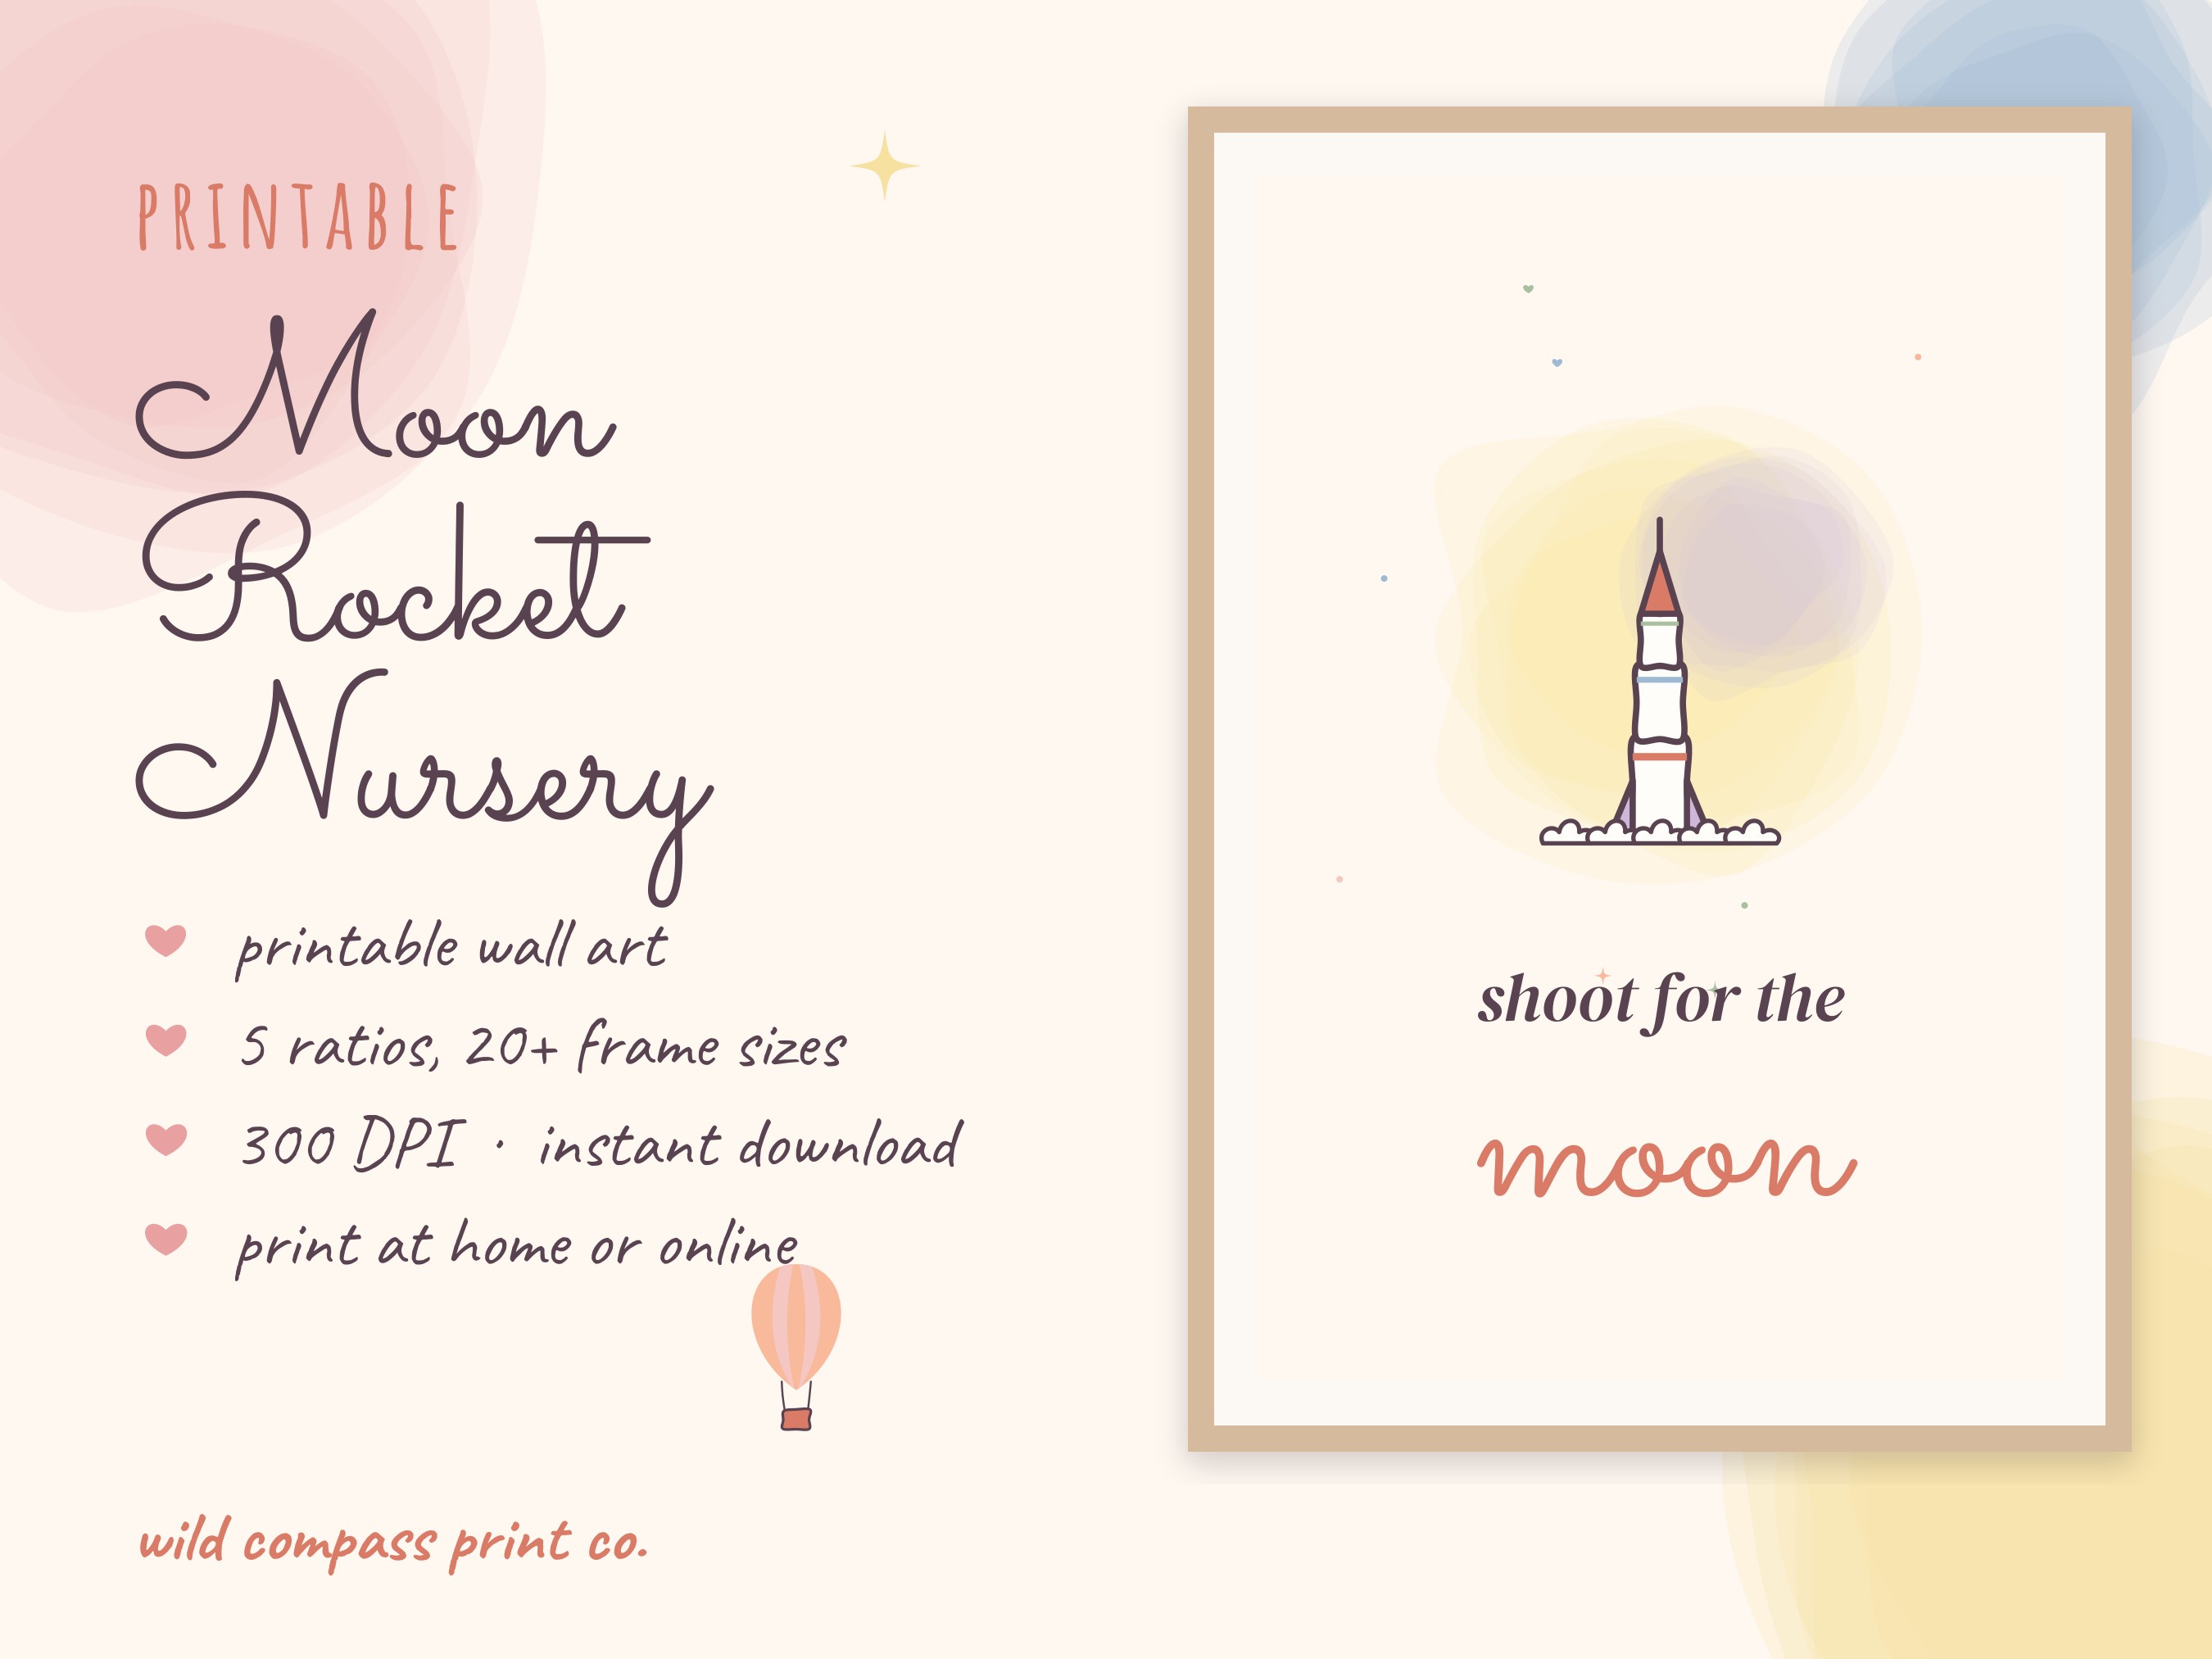 PRINTABLE
Moon
Rocket
Nursery
printable wall art
5 ratios, 20+ frame sizes
300 DPI · instant download
print at home or online
wild compass print co.
shoot for the
moon